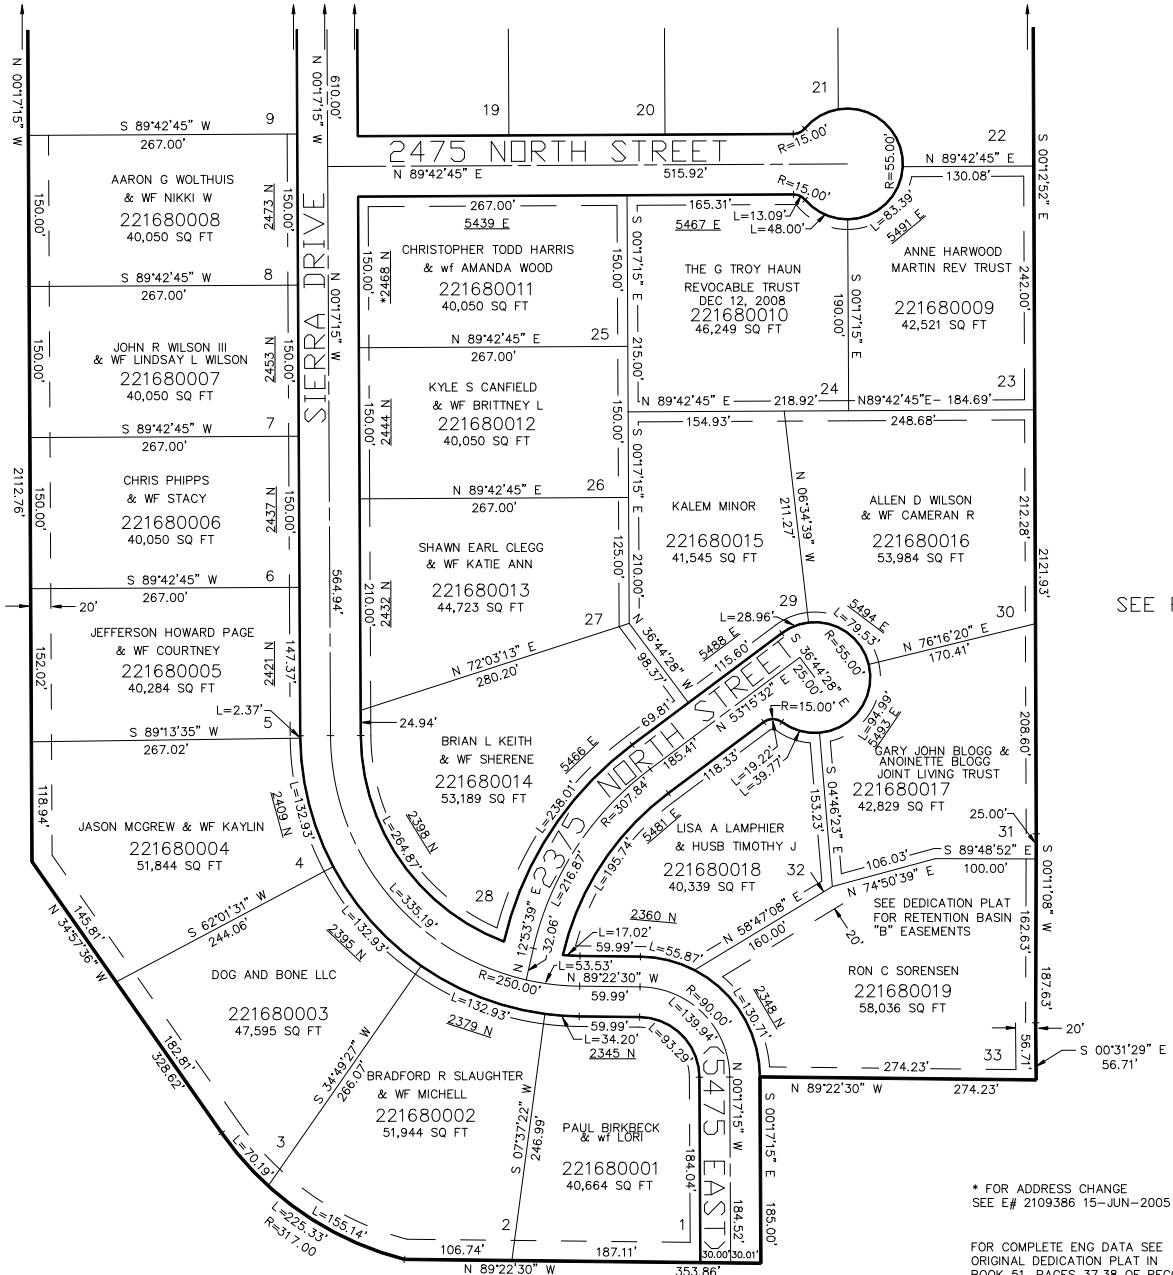 N 00°17'15" W
N 00°17'15" W
610.00'
19
20
21
22
S 00°12'52" E
S 89°42'45" W
9
267.00'
2475 NORTH STREET
N 89°42'45" E
515.92'
R=15.00'
R=15.00'
R=55.00'
N 89°42'45" E
130.08'
AARON G WOLTHUIS
& WF NIKKI W
221680008
40,050 SQ FT
150.00'
2473 N
150.00'
SIERRA DRIVE
N 00°17'15" W
267.00'
5439 E
CHRISTOPHER TODD HARRIS
& wf AMANDA WOOD
221680011
40,050 SQ FT
150.00'
*2468 N
150.00'
165.31'
5467 E
L=13.09'
L=48.00'
L=83.39'
5491 E
S 00°17'15" E
215.00'
THE G TROY HAUN
REVOCABLE TRUST
DEC 12, 2008
221680010
46,249 SQ FT
S 00°17'15" E
190.00'
ANNE HARWOOD
MARTIN REV TRUST
221680009
42,521 SQ FT
242.00'
S 89°42'45" W
8
267.00'
JOHN R WILSON III
& WF LINDSAY L WILSON
221680007
40,050 SQ FT
150.00'
2453 N
150.00'
N 89°42'45" E
25
267.00'
KYLE S CANFIELD
& WF BRITTNEY L
221680012
40,050 SQ FT
150.00'
2444 N
24
23
N 89°42'45" E
218.92'
N89°42'45"E
184.69'
154.93'
248.68'
S 89°42'45" W
7
267.00'
2112.76'
CHRIS PHIPPS
& WF STACY
221680006
40,050 SQ FT
150.00'
2437 N
150.00'
N 89°42'45" E
26
267.00'
S 00°17'15" E
210.00'
KALEM MINOR
221680015
41,545 SQ FT
N 06°34'39" W
211.27'
ALLEN D WILSON
& WF CAMERAN R
221680016
53,984 SQ FT
212.28'
2121.93'
SHAWN EARL CLEGG
& WF KATIE ANN
221680013
44,723 SQ FT
125.00'
210.00'
2432 N
564.94'
S 89°42'45" W
6
267.00'
20'
SEE
JEFFERSON HOWARD PAGE
& WF COURTNEY
221680005
40,284 SQ FT
152.02'
2421 N
147.37'
27
N 72°03'13" E
280.20'
N 36°44'28" W
98.37'
L=28.96'
29
5494 E
L=79.53'
30
N 76°16'20" E
170.41'
5488 E
115.60'
S 36°44'28" E
25.00'
R=55.00'
R=15.00'
69.81'
2375 NORTH STREET
N 53°15'32" E
185.41'
L=2.37'
5
S 89°13'35" W
267.02'
24.94'
BRIAN L KEITH
& WF SHERENE
221680014
53,189 SQ FT
5466 E
L=238.01'
R=307.84'
118.33'
L=19.22'
L=39.77'
L=94.99'
5493 E
208.60'
GARY JOHN BLOGG &
ANOINETTE BLOGG
JOINT LIVING TRUST
221680017
42,829 SQ FT
S 04°46'23" E
153.23'
25.00'
31
118.94'
JASON MCGREW & WF KAYLIN
221680004
51,844 SQ FT
2409 N
L=132.93'
4
2398 N
L=264.87'
5481 E
L=195.74'
L=216.87'
LISA A LAMPHIER
& HUSB TIMOTHY J
221680018
40,339 SQ FT
32
106.03'
N 74°50'39" E
S 89°48'52" E
100.00'
S 00°11'08" W
N 34°57'36" W
145.81'
S 62°01'31" W
244.06'
L=335.19'
28
N 12°53'39" E
32.06'
2360 N
L=17.02'
59.99'
L=55.87'
N 58°47'08" E
160.00'
20'
SEE DEDICATION PLAT
FOR RETENTION BASIN
"B" EASEMENTS
162.63'
187.63'
L=132.93'
2395 N
DOG AND BONE LLC
221680003
47,595 SQ FT
R=250.00'
L=53.53'
N 89°22'30" W
59.99'
R=90.00'
L=139.94'
L=130.71'
2348 N
RON C SORENSEN
221680019
58,036 SQ FT
20'
56.71'
S 00°31'29" E
56.71'
L=132.93'
2379 N
L=34.20'
59.99'
2345 N
L=93.29'
33
274.23'
N 89°22'30" W
274.23'
182.81'
328.62'
S 34°49'27" W
266.07'
BRADFORD R SLAUGHTER
& WF MICHELL
221680002
51,944 SQ FT
S 07°37'22" W
246.99'
PAUL BIRKBECK
& wf LORI
221680001
40,664 SQ FT
184.04'
(5475 EAST)
N 00°17'15" W
184.52'
S 00°17'15" E
185.00'
3
L=70.19'
L=225.33'
R=317.00
L=155.14'
2
1
106.74'
187.11'
30.00'
30.01'
N 89°22'30" W
353.86'
* FOR ADDRESS CHANGE
SEE E# 2109386 15-JUN-2005
FOR COMPLETE ENG DATA SEE
ORIGINAL DEDICATION PLAT IN
BOOK 51, PAGES 37-38 OF